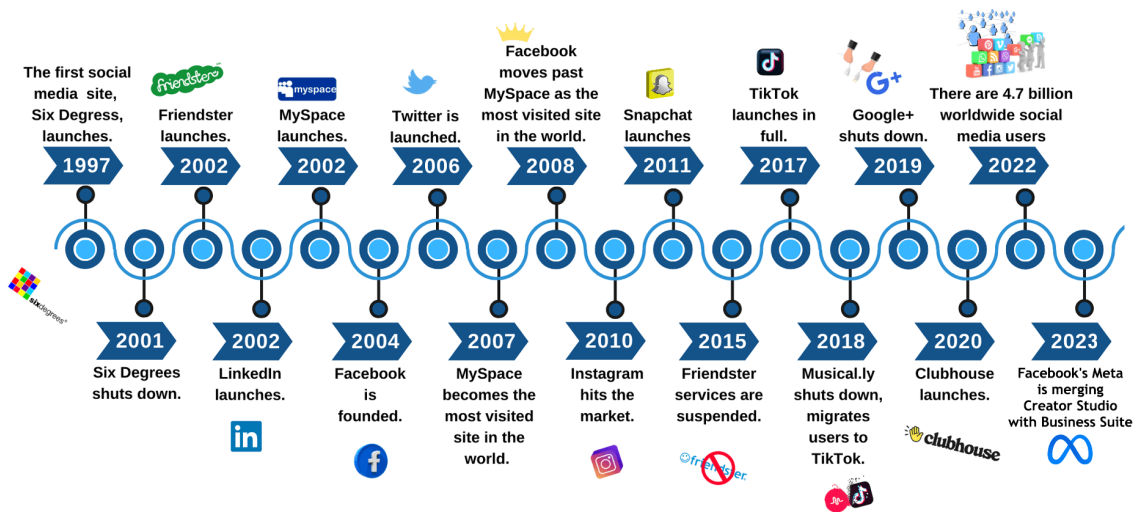 The first social
media site,
Six Degress,
launches.
1997
sixdegrees®
2001
Six Degrees
shuts down.
friendster
Friendster
launches.
2002
2002
LinkedIn
launches.
in
myspace
MySpace
launches.
2002
2004
Facebook
is
founded.
f
Twitter is
launched.
2006
2007
MySpace
becomes the
most visited
site in the
world.
Facebook
moves past
MySpace as the
most visited site
in the world.
2008
2010
Instagram
hits the
market.
Snapchat
launches
2011
2015
Friendster
services are
suspended.
friendster.
TikTok
launches in
full.
2017
2018
Musical.ly
shuts down,
migrates
users to
TikTok.
G+
Google+
shuts down.
2019
2020
Clubhouse
launches.
clubhouse
There are 4.7 billion
worldwide social
media users
2022
2023
Facebook's Meta
is merging
Creator Studio
with Business Suite